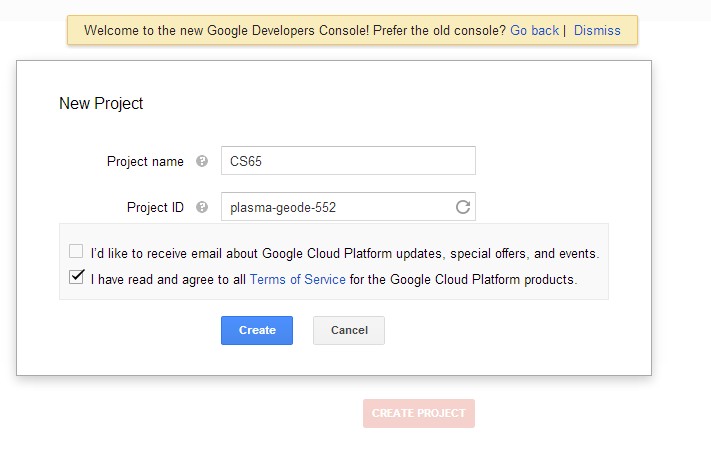 Welcome to the new Google Developers Console! Prefer the old console? Go back | Dismiss
New Project
Project name ? CS65
Project ID ? plasma-geode-552
I'd like to receive email about Google Cloud Platform updates, special offers, and events.
I have read and agree to all Terms of Service for the Google Cloud Platform products.
Create Cancel
CREATE PROJECT